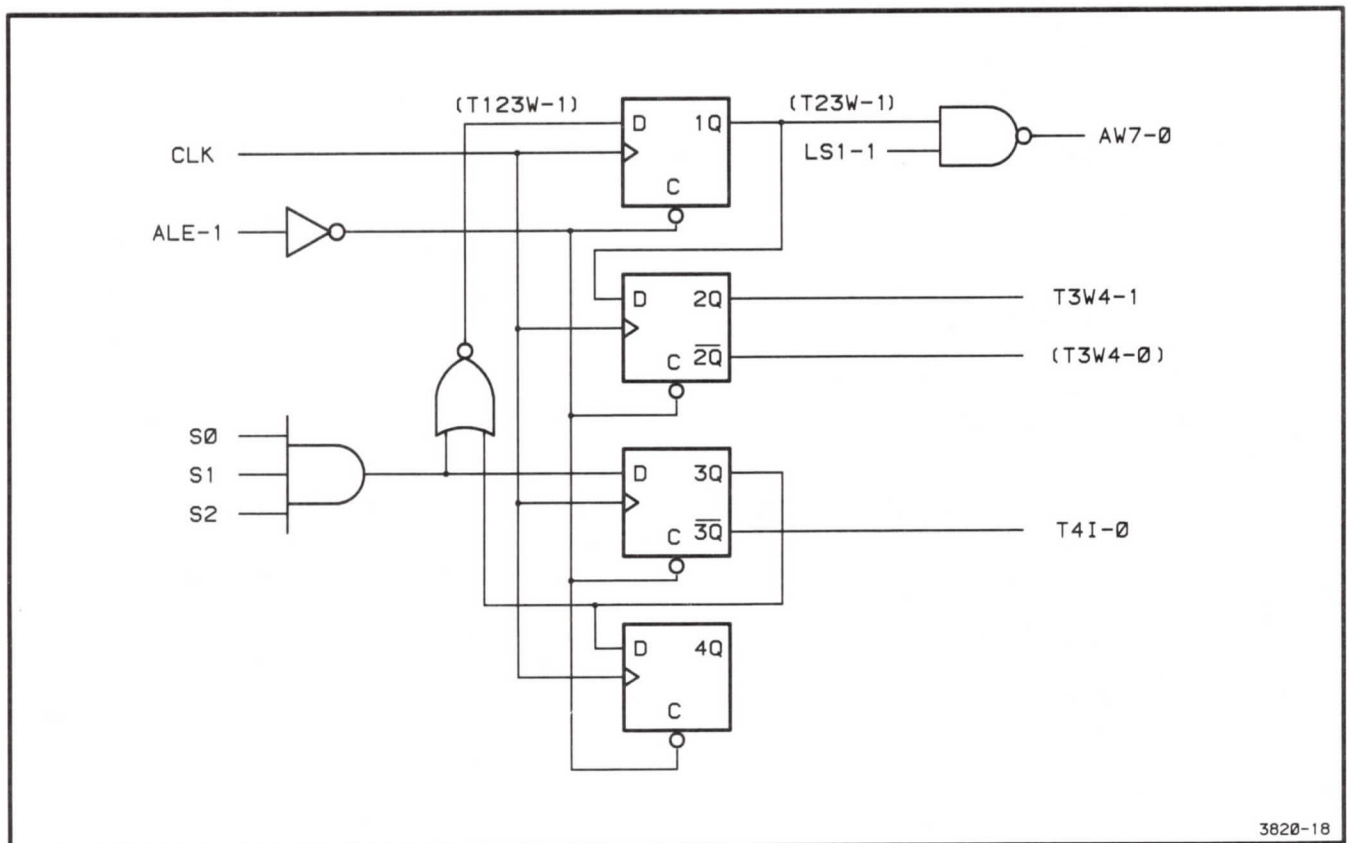 (T123W-1)
(T23W-1)
D 1Q
AW7-0
CLK
LS1-1
C
ALE-1
D 2Q
T3W4-1
C 2Q̅
(T3W4-0)
S0
S1
S2
D 3Q
C 3Q̅
T4I-0
D 4Q
C
3820-18